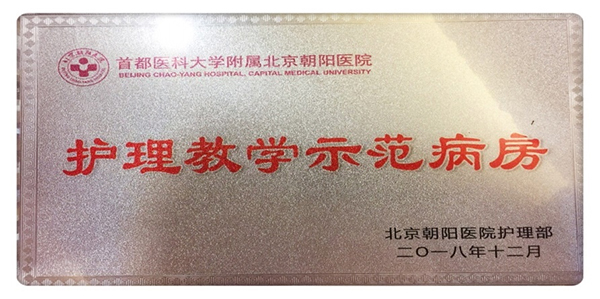 首都医科大学附属北京朝阳医院
BEIJING CHAO-YANG HOSPITAL, CAPITAL MEDICAL UNIVERSITY
护理教学示范病房
北京朝阳医院护理部
二〇一八年十二月